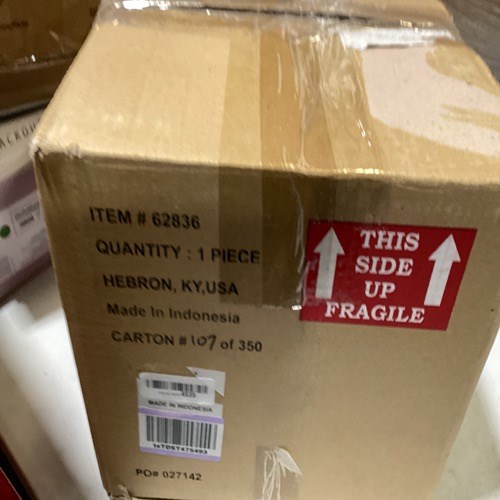 ITEM # 62836
QUANTITY : 1 PIECE
HEBRON, KY,USA
Made In Indonesia
CARTON # 107 of 350
THIS
SIDE
UP
FRAGILE
MADE IN INDONESIA
PO# 027142